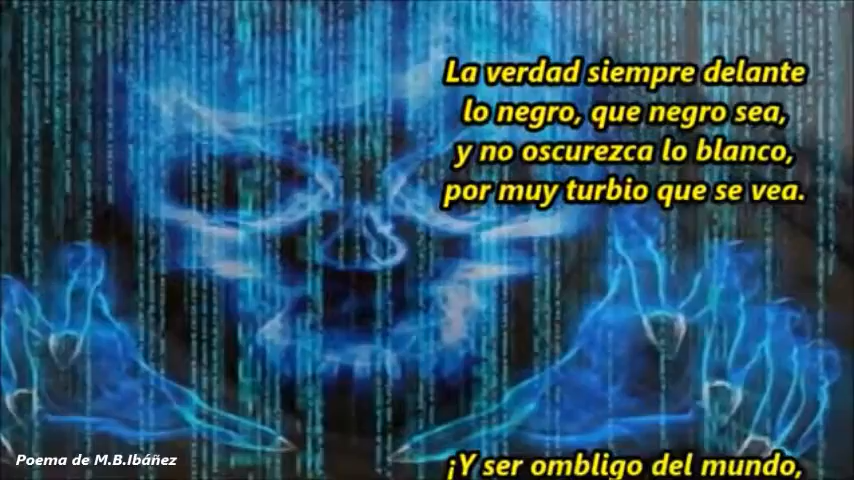 La verdad siempre delante
lo negro, que negro sea,
y no oscurezca lo blanco,
por muy turbio que se vea.
¡Y ser ombligo del mundo,
Poema de M.B.Ibáñez